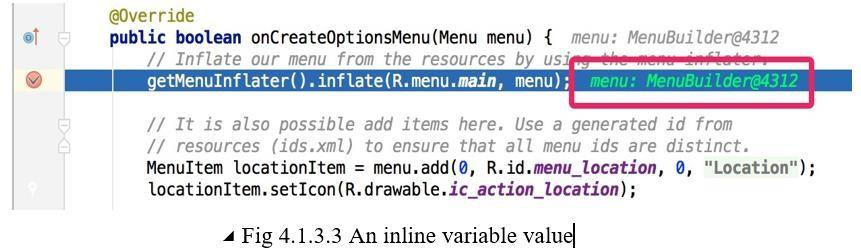 @Override
public boolean onCreateOptionsMenu(Menu menu) { menu: MenuBuilder@4312
// Inflate our menu from the resources by using the menu inflater.
getMenuInflater().inflate(R.menu.main, menu); menu: MenuBuilder@4312
// It is also possible add items here. Use a generated id from
// resources (ids.xml) to ensure that all menu ids are distinct.
MenuItem locationItem = menu.add(0, R.id.menu_location, 0, "Location");
locationItem.setIcon(R.drawable.ic_action_location);
Fig 4.1.3.3 An inline variable value